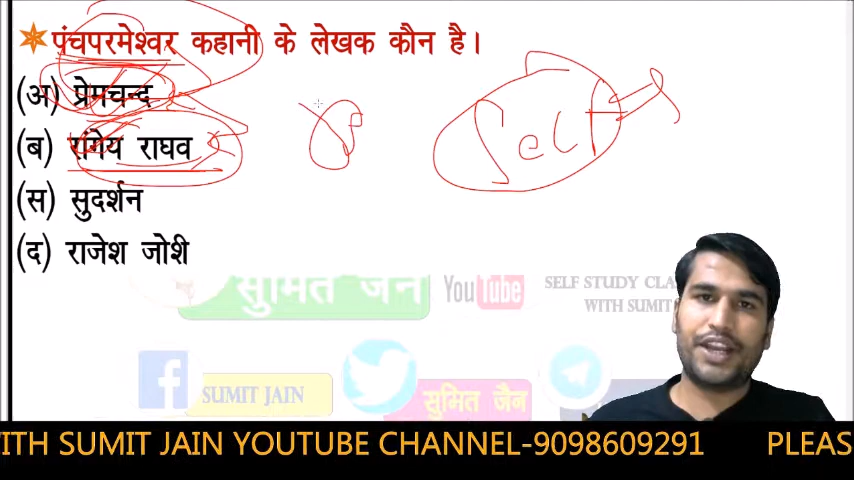 पंचपरमेश्वर कहानी के लेखक कौन है।
(अ) प्रेमचन्द
(ब) रांगेय राघव
(स) सुदर्शन
(द) राजेश जोशी
Self
सुमित जैन
YouTube
SELF STUDY CLA
WITH SUMIT
SUMIT JAIN
सुमित जैन
WITH SUMIT JAIN YOUTUBE CHANNEL-9098609291 PLEAS